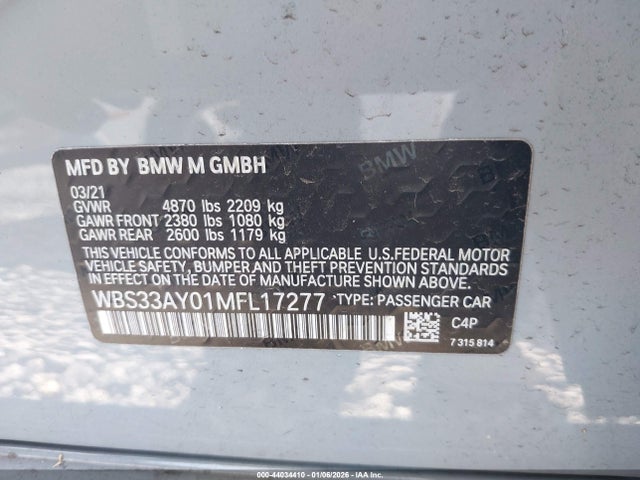 MFD BY BMW M GMBH
03/21
GVWR 4870 lbs 2209 kg
GAWR FRONT 2380 lbs 1080 kg
GAWR REAR 2600 lbs 1179 kg
THIS VEHICLE CONFORMS TO ALL APPLICABLE U.S.FEDERAL MOTOR
VEHICLE SAFETY, BUMPER AND THEFT PREVENTION STANDARDS IN
EFFECT ON THE DATE OF MANUFACTURE SHOWN ABOVE.
WBS33AY01MFL17277 TYPE: PASSENGER CAR
C4P
7 315 814
BMW
BMW
BMW
000-44034410 - 01/06/2026 - IAA Inc.